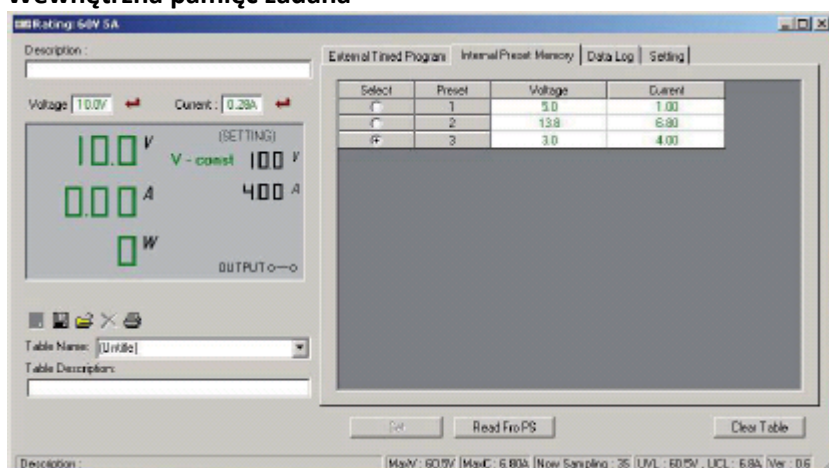 Wewnętrzna pamięć zadana
Rating: 60V 5A
Description :
External Timed Program Internal Preset Memory Data Log Setting
Voltage 10.0V Current : 0.28A
Select Preset Voltage Current
1 5.0 1.00
2 13.8 6.80
3 3.0 4.00
10.0 V (SETTING)
V - const 10.0 V
0.00 A 4.00 A
0 W
OUTPUT
Table Name: (Untitle)
Table Description:
Set Read Fro PS Clear Table
Description : MaxV : 60.5V MaxC : 6.80A Now Sampling : 3S UVL : 60.5V , UCL : 6.8A Ver : 0.6